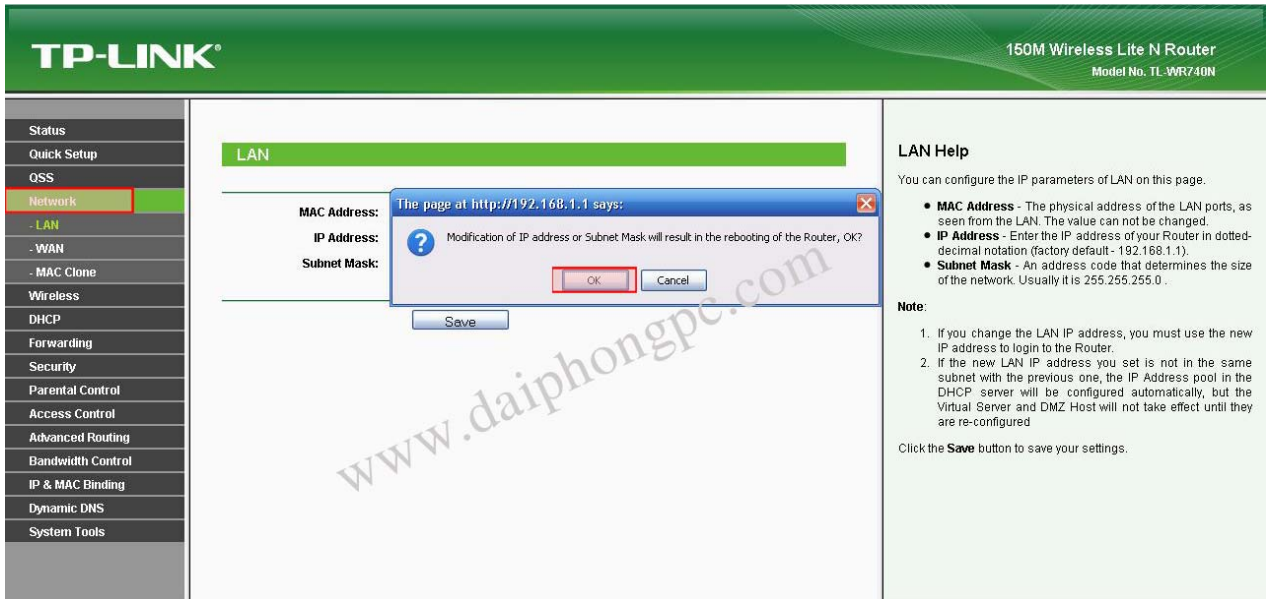 TP-LINK®
150M Wireless Lite N Router
Model No. TL-WR740N
Status
Quick Setup
QSS
Network
- LAN
- WAN
- MAC Clone
Wireless
DHCP
Forwarding
Security
Parental Control
Access Control
Advanced Routing
Bandwidth Control
IP & MAC Binding
Dynamic DNS
System Tools
LAN
MAC Address:
IP Address:
Subnet Mask:
The page at http://192.168.1.1 says:
Modification of IP address or Subnet Mask will result in the rebooting of the Router, OK?
OK
Cancel
Save
www.daiphongpc.com
LAN Help
You can configure the IP parameters of LAN on this page.
● MAC Address - The physical address of the LAN ports, as
seen from the LAN. The value can not be changed.
● IP Address - Enter the IP address of your Router in dotted-
decimal notation (factory default - 192.168.1.1).
● Subnet Mask - An address code that determines the size
of the network. Usually it is 255.255.255.0 .
Note:
1. If you change the LAN IP address, you must use the new
IP address to login to the Router.
2. If the new LAN IP address you set is not in the same
subnet with the previous one, the IP Address pool in the
DHCP server will be configured automatically, but the
Virtual Server and DMZ Host will not take effect until they
are re-configured
Click the Save button to save your settings.